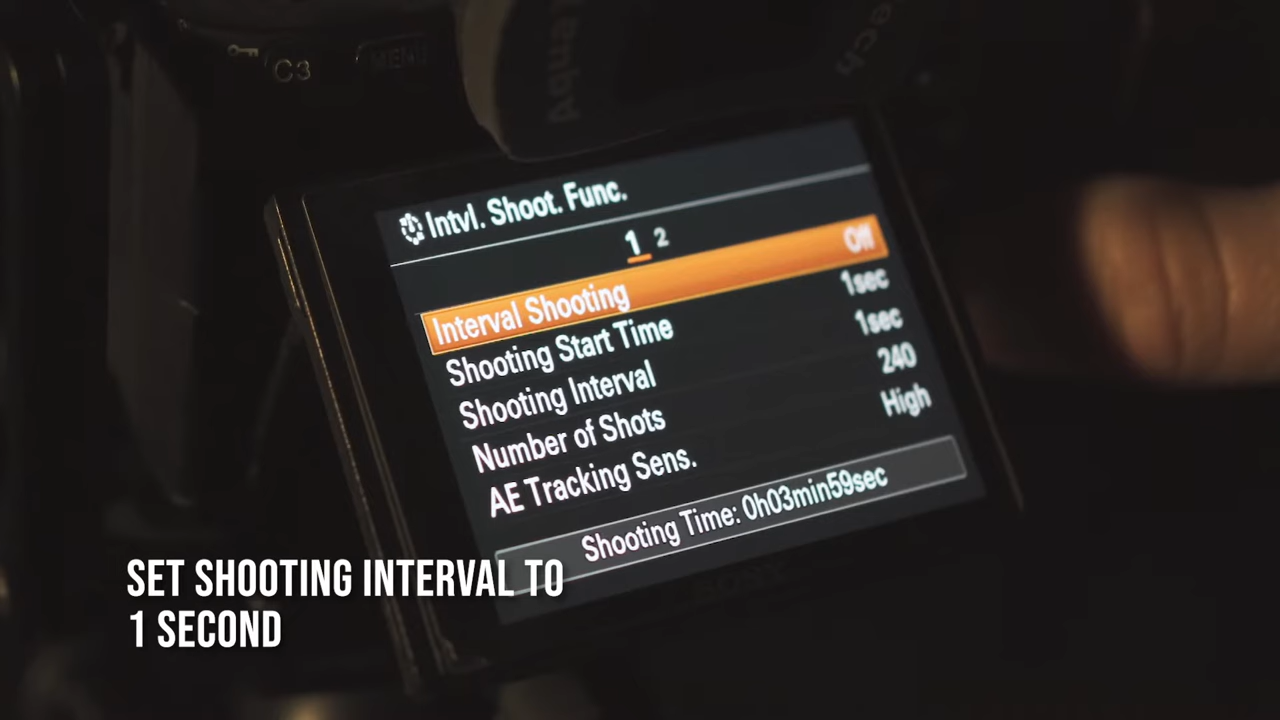 C3
MENU
Intvl. Shoot. Func.
1 2
Interval Shooting Off
Shooting Start Time 1sec
Shooting Interval 1sec
Number of Shots 240
AE Tracking Sens. High
Shooting Time: 0h03min59sec
SET SHOOTING INTERVAL TO
1 SECOND